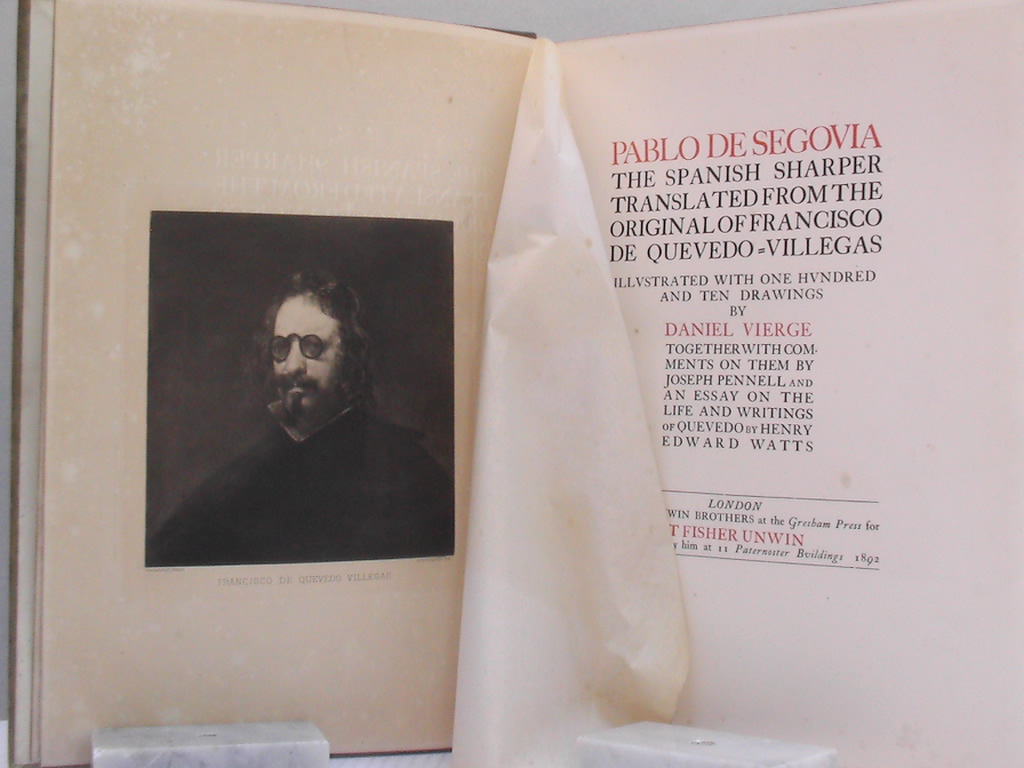 FRANCISCO DE QUEVEDO VILLEGAS
PABLO DE SEGOVIA
THE SPANISH SHARPER
TRANSLATED FROM THE
ORIGINAL OF FRANCISCO
DE QUEVEDO=VILLEGAS
ILLVSTRATED WITH ONE HVNDRED
AND TEN DRAWINGS
BY
DANIEL VIERGE
TOGETHER WITH COM-
MENTS ON THEM BY
JOSEPH PENNELL AND
AN ESSAY ON THE
LIFE AND WRITINGS
OF QUEVEDO BY HENRY
EDWARD WATTS
LONDON
WIN BROTHERS at the Gresham Press for
T FISHER UNWIN
y him at 11 Paternoster Bvildings 1892